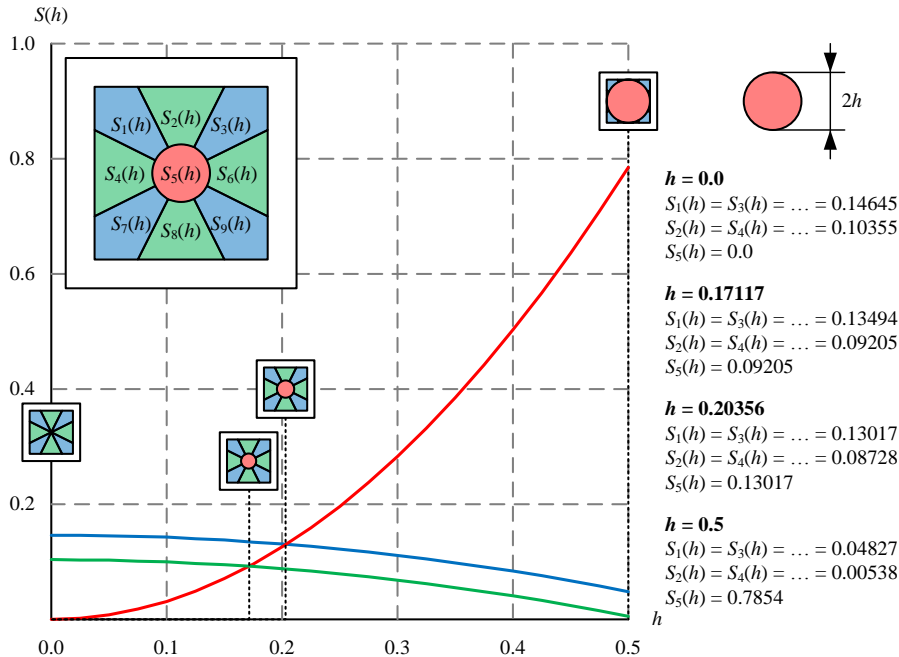 S(h)
1.0
0.8
0.6
0.4
0.2
0.0
0.1
0.2
0.3
0.4
0.5
h
S₁(h)
S₂(h)
S₃(h)
S₄(h)
S₅(h)
S₆(h)
S₇(h)
S₈(h)
S₉(h)
2h
h = 0.0
S₁(h) = S₃(h) = … = 0.14645
S₂(h) = S₄(h) = … = 0.10355
S₅(h) = 0.0
h = 0.17117
S₁(h) = S₃(h) = … = 0.13494
S₂(h) = S₄(h) = … = 0.09205
S₅(h) = 0.09205
h = 0.20356
S₁(h) = S₃(h) = … = 0.13017
S₂(h) = S₄(h) = … = 0.08728
S₅(h) = 0.13017
h = 0.5
S₁(h) = S₃(h) = … = 0.04827
S₂(h) = S₄(h) = … = 0.00538
S₅(h) = 0.7854